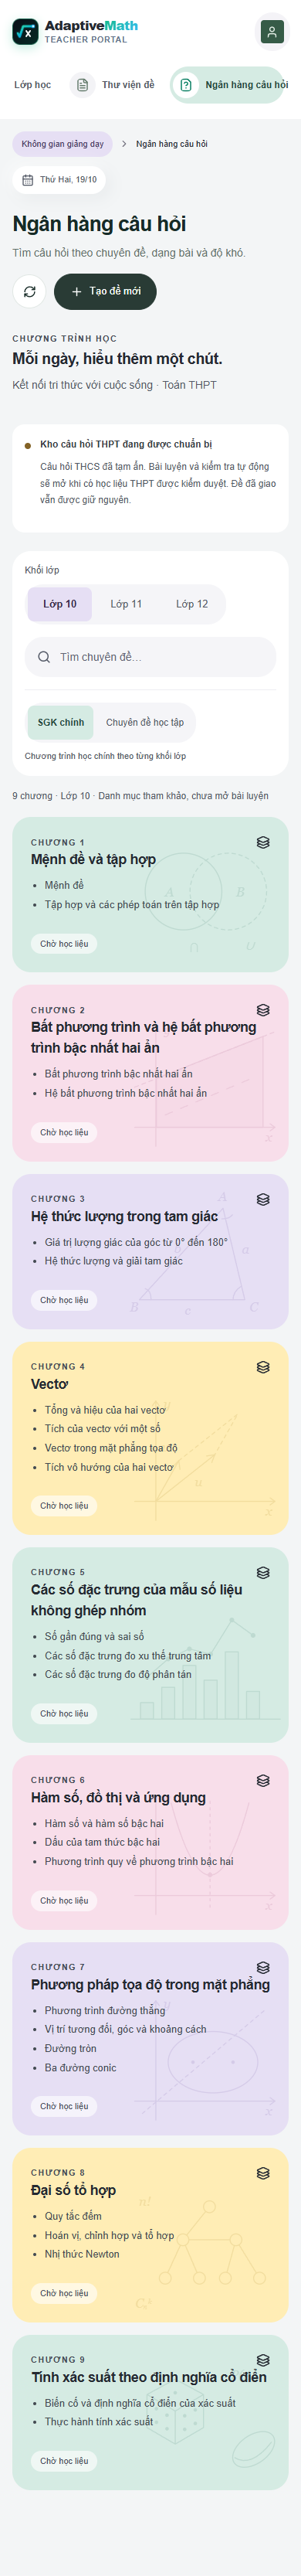 AdaptiveMath
TEACHER PORTAL
Lớp học
Thư viện đề
Ngân hàng câu hỏi
Không gian giảng dạy
Ngân hàng câu hỏi
Thứ Hai, 19/10
Ngân hàng câu hỏi
Tìm câu hỏi theo chuyên đề, dạng bài và độ khó.
Tạo đề mới
CHƯƠNG TRÌNH HỌC
Mỗi ngày, hiểu thêm một chút.
Kết nối tri thức với cuộc sống · Toán THPT
Kho câu hỏi THPT đang được chuẩn bị
Câu hỏi THCS đã tạm ẩn. Bài luyện và kiểm tra tự động
sẽ mở khi có học liệu THPT được kiểm duyệt. Đề đã giao
vẫn được giữ nguyên.
Khối lớp
Lớp 10
Lớp 11
Lớp 12
Tìm chuyên đề...
SGK chính
Chuyên đề học tập
Chương trình học chính theo từng khối lớp
9 chương · Lớp 10 · Danh mục tham khảo, chưa mở bài luyện
CHƯƠNG 1
Mệnh đề và tập hợp
Mệnh đề
Tập hợp và các phép toán trên tập hợp
A
B
∩
∪
Chờ học liệu
CHƯƠNG 2
Bất phương trình và hệ bất phương
trình bậc nhất hai ẩn
Bất phương trình bậc nhất hai ẩn
Hệ bất phương trình bậc nhất hai ẩn
x
Chờ học liệu
CHƯƠNG 3
Hệ thức lượng trong tam giác
Giá trị lượng giác của góc từ 0° đến 180°
Hệ thức lượng và giải tam giác
A
b
a
B
c
C
Chờ học liệu
CHƯƠNG 4
Vectơ
Tổng và hiệu của hai vectơ
Tích của vectơ với một số
Vectơ trong mặt phẳng tọa độ
Tích vô hướng của hai vectơ
y
u
x
Chờ học liệu
CHƯƠNG 5
Các số đặc trưng của mẫu số liệu
không ghép nhóm
Số gần đúng và sai số
Các số đặc trưng đo xu thế trung tâm
Các số đặc trưng đo độ phân tán
Chờ học liệu
CHƯƠNG 6
Hàm số, đồ thị và ứng dụng
Hàm số và hàm số bậc hai
Dấu của tam thức bậc hai
Phương trình quy về phương trình bậc hai
x
Chờ học liệu
CHƯƠNG 7
Phương pháp tọa độ trong mặt phẳng
Phương trình đường thẳng
Vị trí tương đối, góc và khoảng cách
Đường tròn
Ba đường conic
y
x
Chờ học liệu
CHƯƠNG 8
Đại số tổ hợp
Quy tắc đếm
Hoán vị, chỉnh hợp và tổ hợp
Nhị thức Newton
n!
Chờ học liệu
CHƯƠNG 9
Tính xác suất theo định nghĩa cổ điển
Biến cố và định nghĩa cổ điển của xác suất
Thực hành tính xác suất
Chờ học liệu